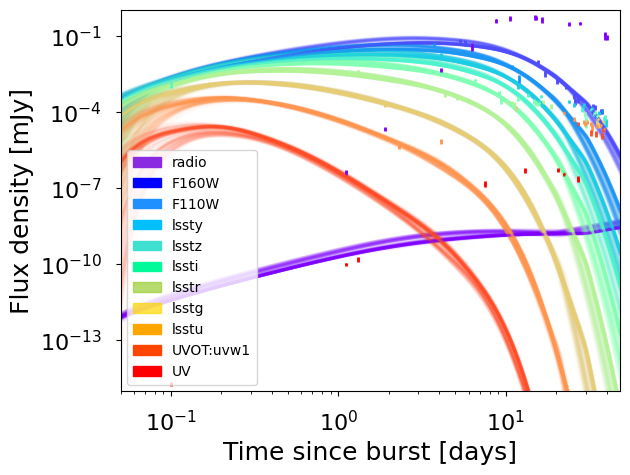 Flux density [mJy]
10^-1
10^-4
10^-7
10^-10
10^-13
radio
F160W
F110W
lssty
lsstz
lssti
lsstr
lsstg
lsstu
UVOT:uvw1
UV
10^-1 10^0 10^1
Time since burst [days]